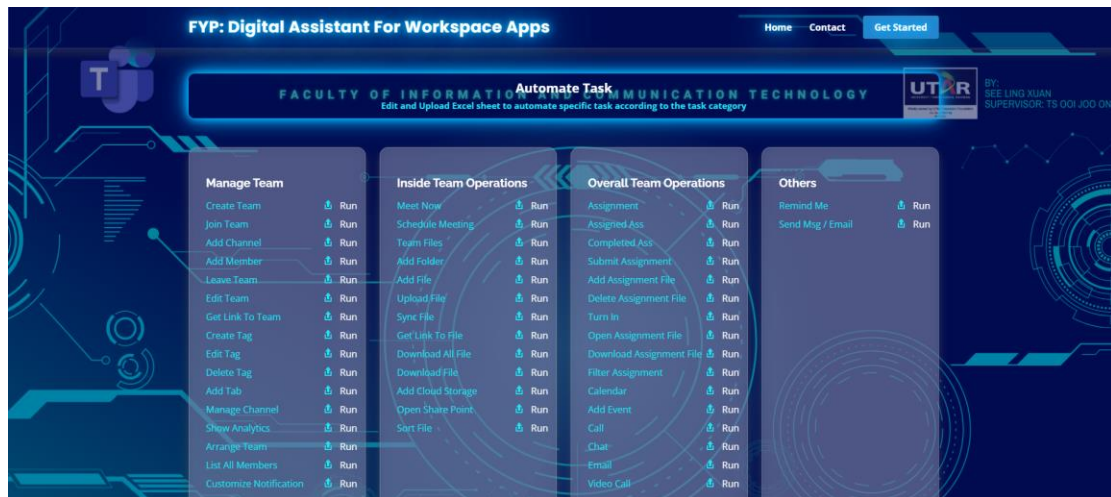 FYP: Digital Assistant For Workspace Apps
Home Contact Get Started
T
Automate Task
FACULTY OF INFORMATION AND COMMUNICATION TECHNOLOGY
Edit and Upload Excel sheet to automate specific task according to the task category
UTAR
BY:
SEE LING XUAN
SUPERVISOR: TS OOI JOO ON
Manage Team
Create Team Run
Join Team Run
Add Channel Run
Add Member Run
Leave Team Run
Edit Team Run
Get Link To Team Run
Create Tag Run
Edit Tag Run
Delete Tag Run
Add Tab Run
Manage Channel Run
Show Analytics Run
Arrange Team Run
List All Members Run
Customize Notification Run
Inside Team Operations
Meet Now Run
Schedule Meeting Run
Team Files Run
Add Folder Run
Add File Run
Upload File Run
Sync File Run
Get Link To File Run
Download All File Run
Download File Run
Add Cloud Storage Run
Open Share Point Run
Sort File Run
Overall Team Operations
Assignment Run
Assigned Ass Run
Completed Ass Run
Submit Assignment Run
Add Assignment File Run
Delete Assignment File Run
Turn In Run
Open Assignment File Run
Download Assignment File Run
Filter Assignment Run
Calendar Run
Add Event Run
Call Run
Chat Run
Email Run
Video Call Run
Others
Remind Me Run
Send Msg / Email Run